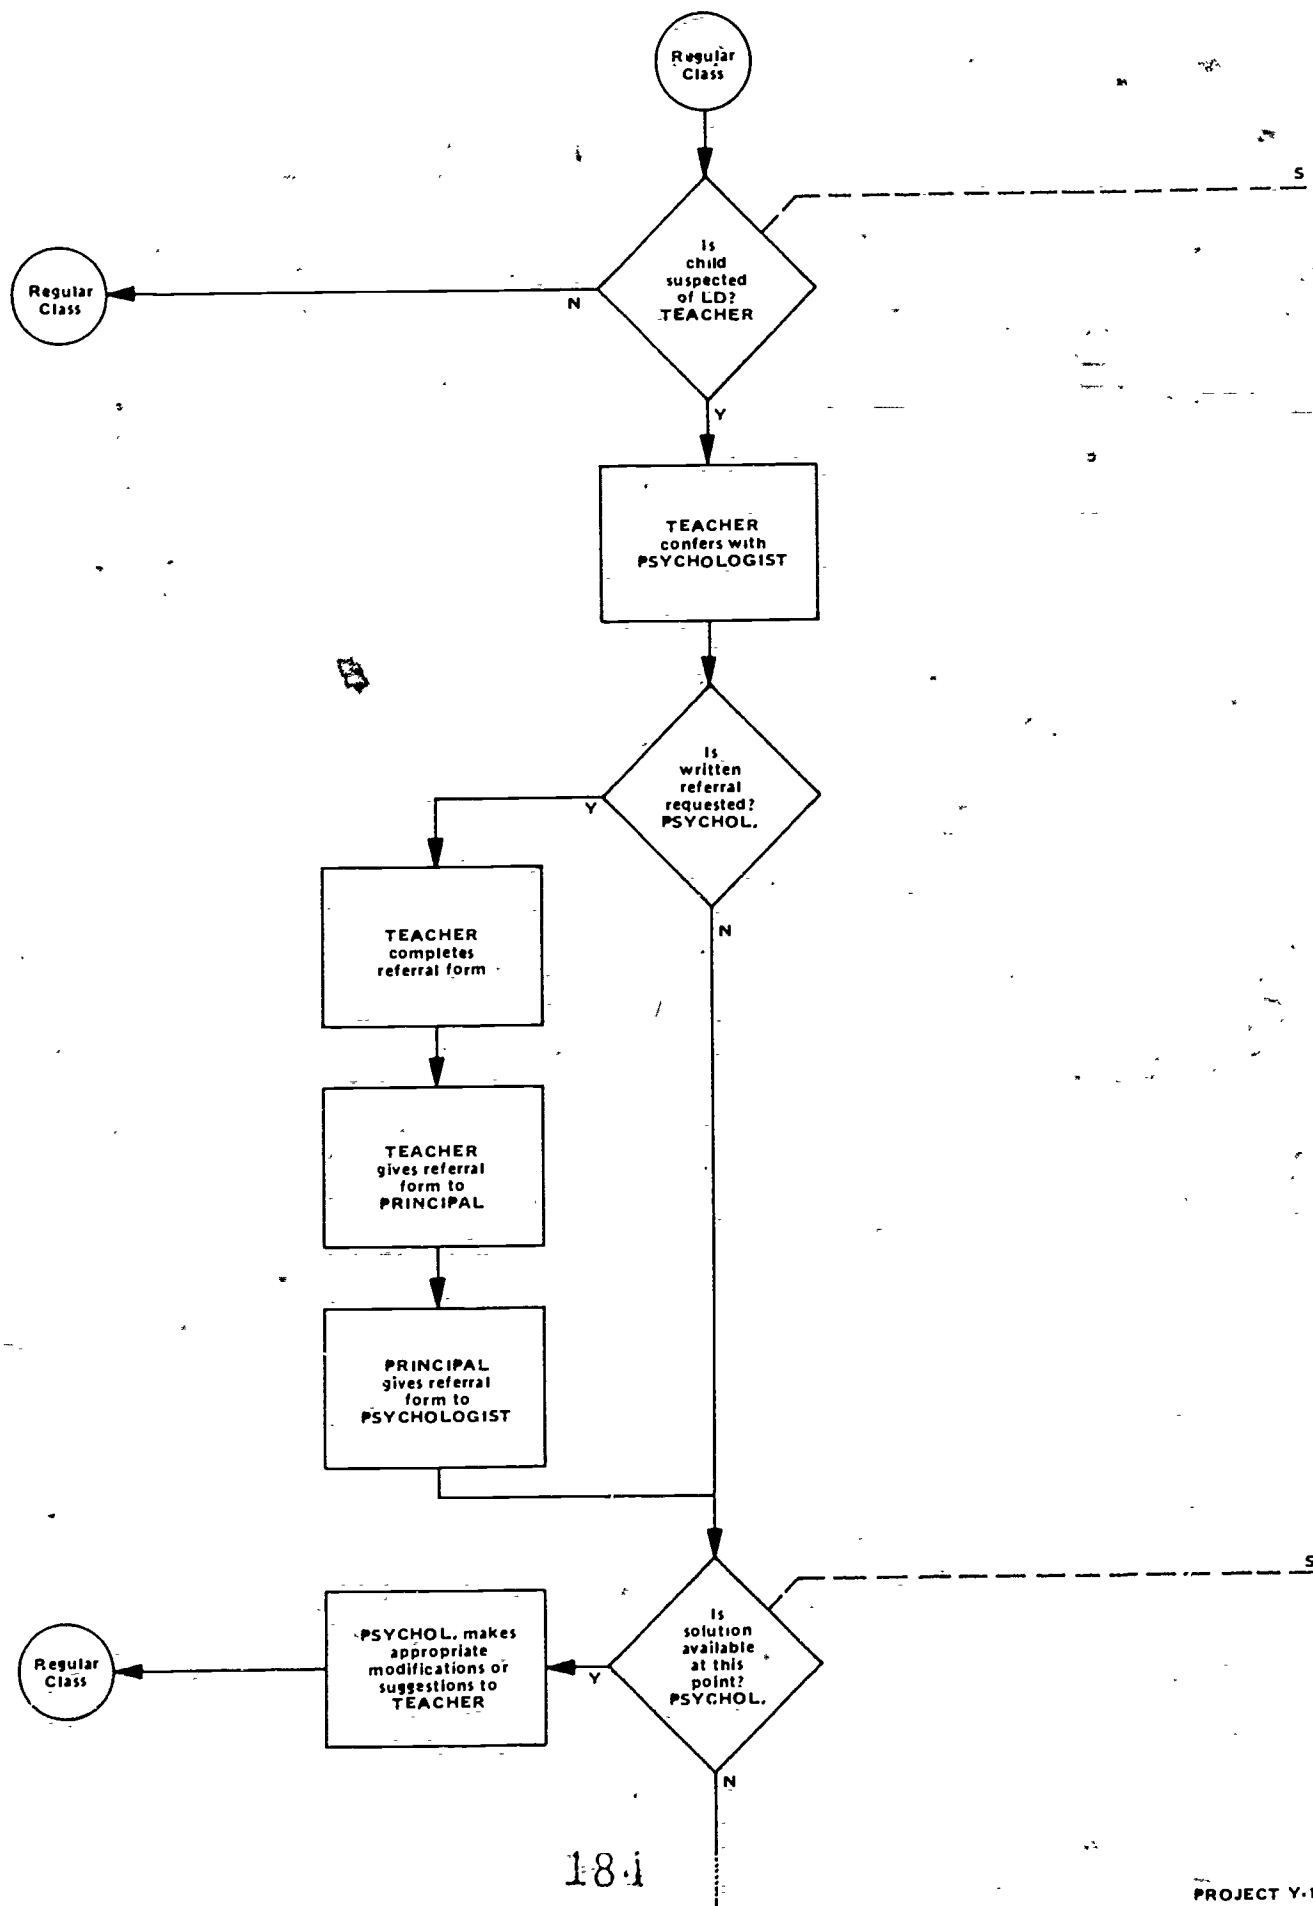 Regular
Class
S
Is
child
suspected
of LD?
TEACHER
Regular
Class
N
Y
TEACHER
confers with
PSYCHOLOGIST
Is
written
referral
requested?
PSYCHOL.
Y
N
TEACHER
completes
referral form
TEACHER
gives referral
form to
PRINCIPAL
PRINCIPAL
gives referral
form to
PSYCHOLOGIST
S
Is
solution
available
at this
point?
PSYCHOL.
Y
PSYCHOL. makes
appropriate
modifications or
suggestions to
TEACHER
Regular
Class
N
PROJECT Y-1